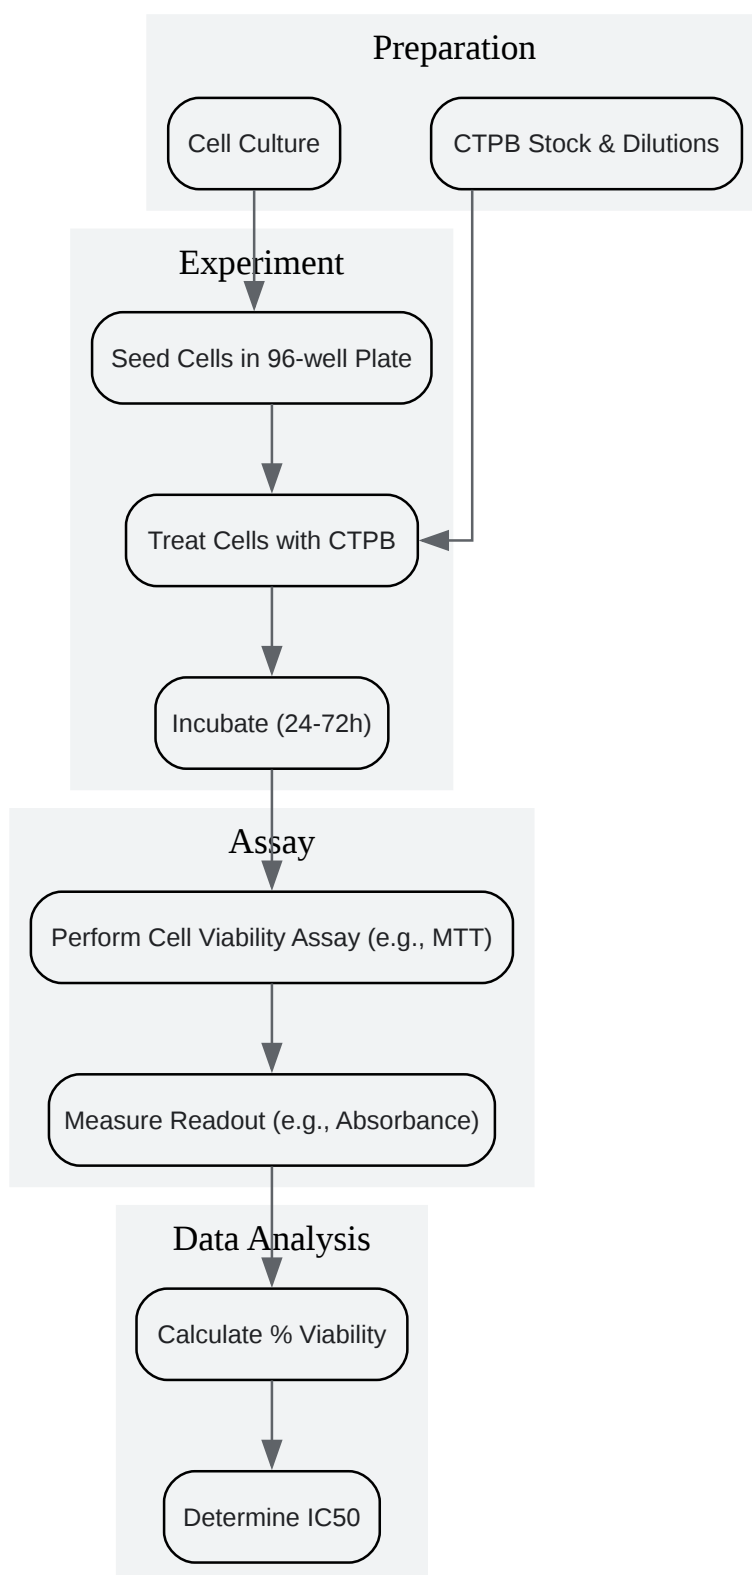 Preparation
Cell Culture
CTPB Stock & Dilutions
Experiment
Seed Cells in 96-well Plate
Treat Cells with CTPB
Incubate (24-72h)
Assay
Perform Cell Viability Assay (e.g., MTT)
Measure Readout (e.g., Absorbance)
Data Analysis
Calculate % Viability
Determine IC50